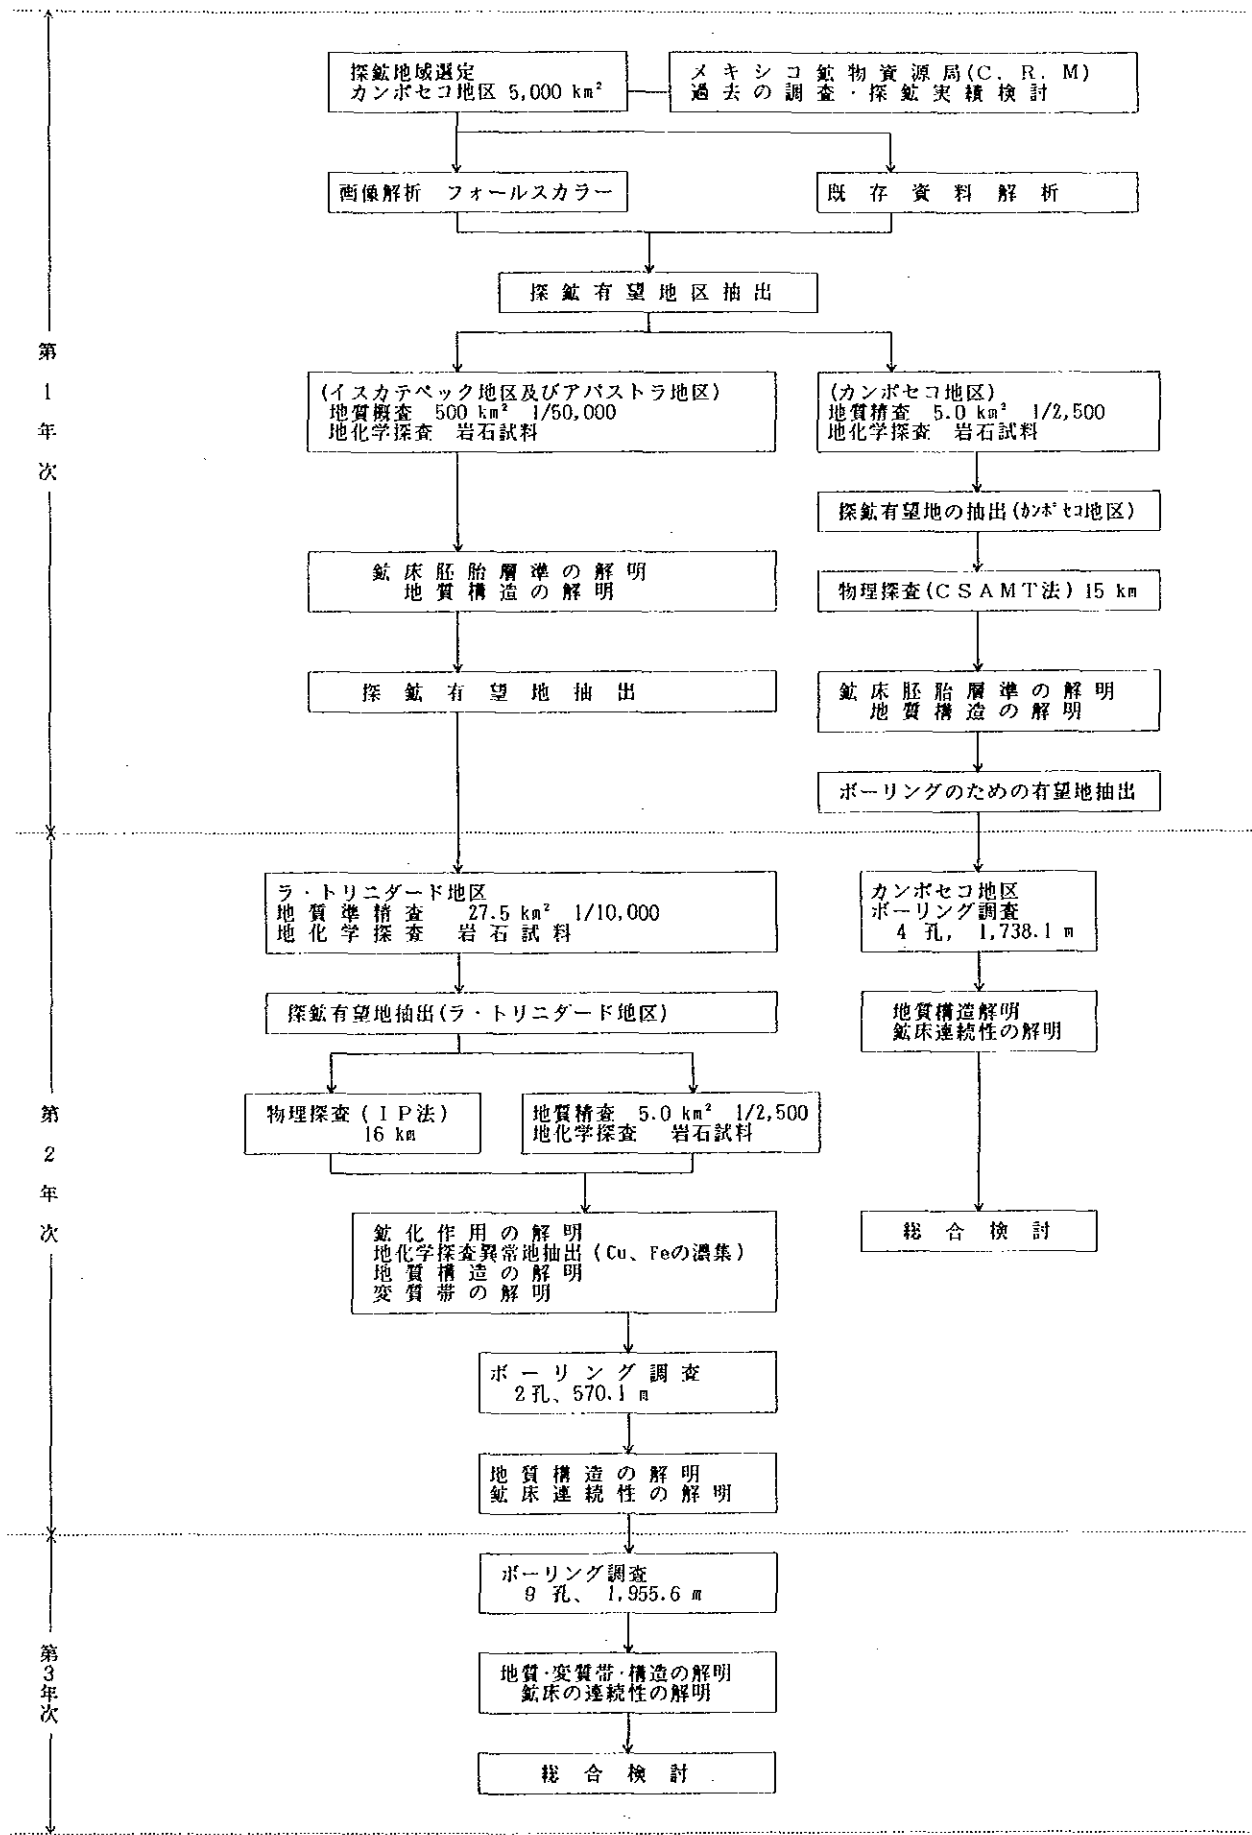 探鉱地域選定
カンポセコ地区 5,000 km²
メキシコ鉱物資源局(C. R. M)
過去の調査・探鉱実績検討
画像解析 フォールスカラー
既存資料解析
探鉱有望地区抽出
第1年次
(イスカテペック地区及びアパストラ地区)
地質概査 500 km² 1/50,000
地化学探査 岩石試料
(カンポセコ地区)
地質精査 5.0 km² 1/2,500
地化学探査 岩石試料
探鉱有望地の抽出(ｶﾝﾎﾟｾｺ地区)
鉱床胚胎層準の解明
地質構造の解明
物理探査(CSAMT法) 15 km
探鉱有望地抽出
鉱床胚胎層準の解明
地質構造の解明
ボーリングのための有望地抽出
第2年次
ラ・トリニダード地区
地質準精査 27.5 km² 1/10,000
地化学探査 岩石試料
カンポセコ地区
ボーリング調査
4 孔, 1,738.1 m
探鉱有望地抽出(ラ・トリニダード地区)
地質構造解明
鉱床連続性の解明
物理探査(IP法)
16 km
地質精査 5.0 km² 1/2,500
地化学探査 岩石試料
鉱化作用の解明
地化学探査異常地抽出(Cu、Feの濃集)
地質構造の解明
変質帯の解明
総合検討
ボーリング調査
2孔、570.1 m
地質構造の解明
鉱床連続性の解明
第3年次
ボーリング調査
9 孔、 1,955.6 m
地質・変質帯・構造の解明
鉱床の連続性の解明
総合検討